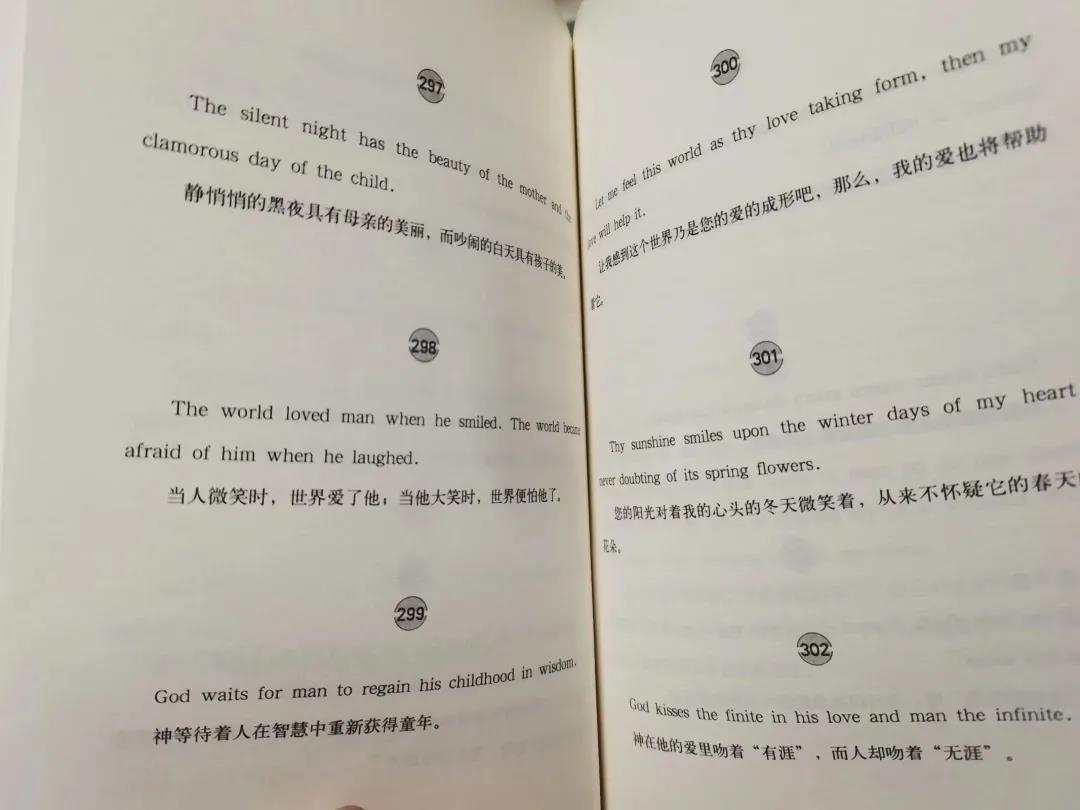 297
The silent night has the beauty of the mother and the
clamorous day of the child.
静悄悄的黑夜具有母亲的美丽，而吵闹的白天具有孩子的美。
298
The world loved man when he smiled. The world became
afraid of him when he laughed.
当人微笑时，世界爱了他；当他大笑时，世界便怕他了。
299
God waits for man to regain his childhood in wisdom.
神等待着人在智慧中重新获得童年。
300
Let me feel this world as thy love taking form, then my
love will help it.
让我感到这个世界乃是您的爱的成形吧，那么，我的爱也将帮助
着它。
301
Thy sunshine smiles upon the winter days of my heart
never doubting of its spring flowers.
您的阳光对着我的心头的冬天微笑着，从来不怀疑它的春天的
花朵。
302
God kisses the finite in his love and man the infinite.
神在他的爱里吻着“有涯”，而人却吻着“无涯”。